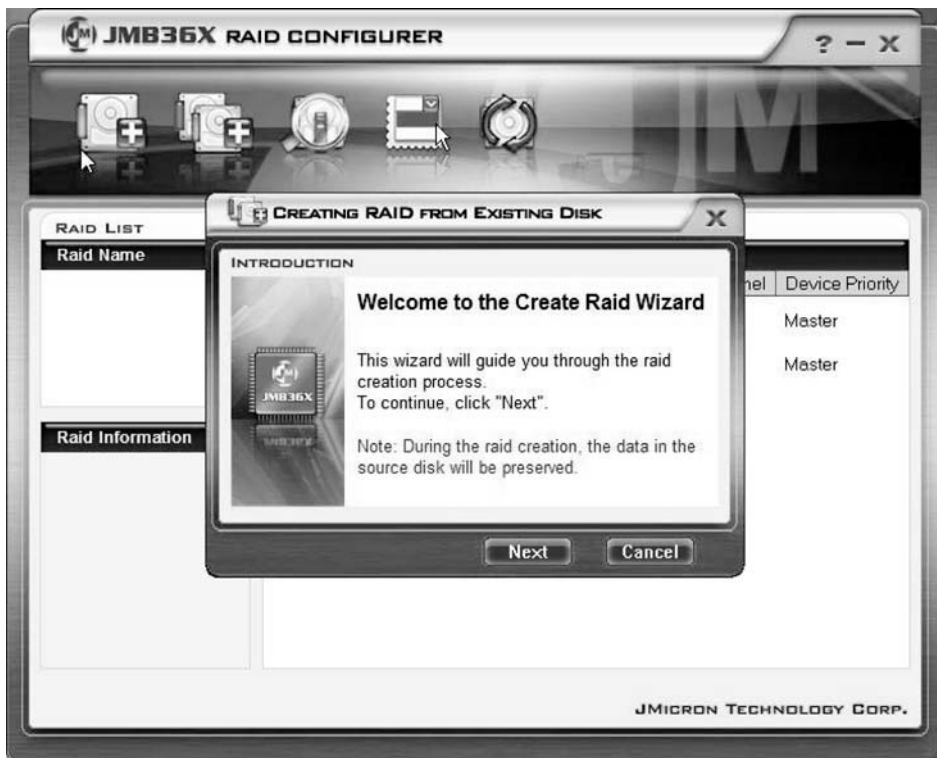 JMB36X RAID CONFIGURER
? – X
JM
RAID LIST
Raid Name
Device Priority
Master
Master
Raid Information
CREATING RAID FROM EXISTING DISK
X
INTRODUCTION
JM
JMB36X
Welcome to the Create Raid Wizard
This wizard will guide you through the raid
creation process.
To continue, click "Next".
Note: During the raid creation, the data in the
source disk will be preserved.
Next
Cancel
JMICRON TECHNOLOGY CORP.